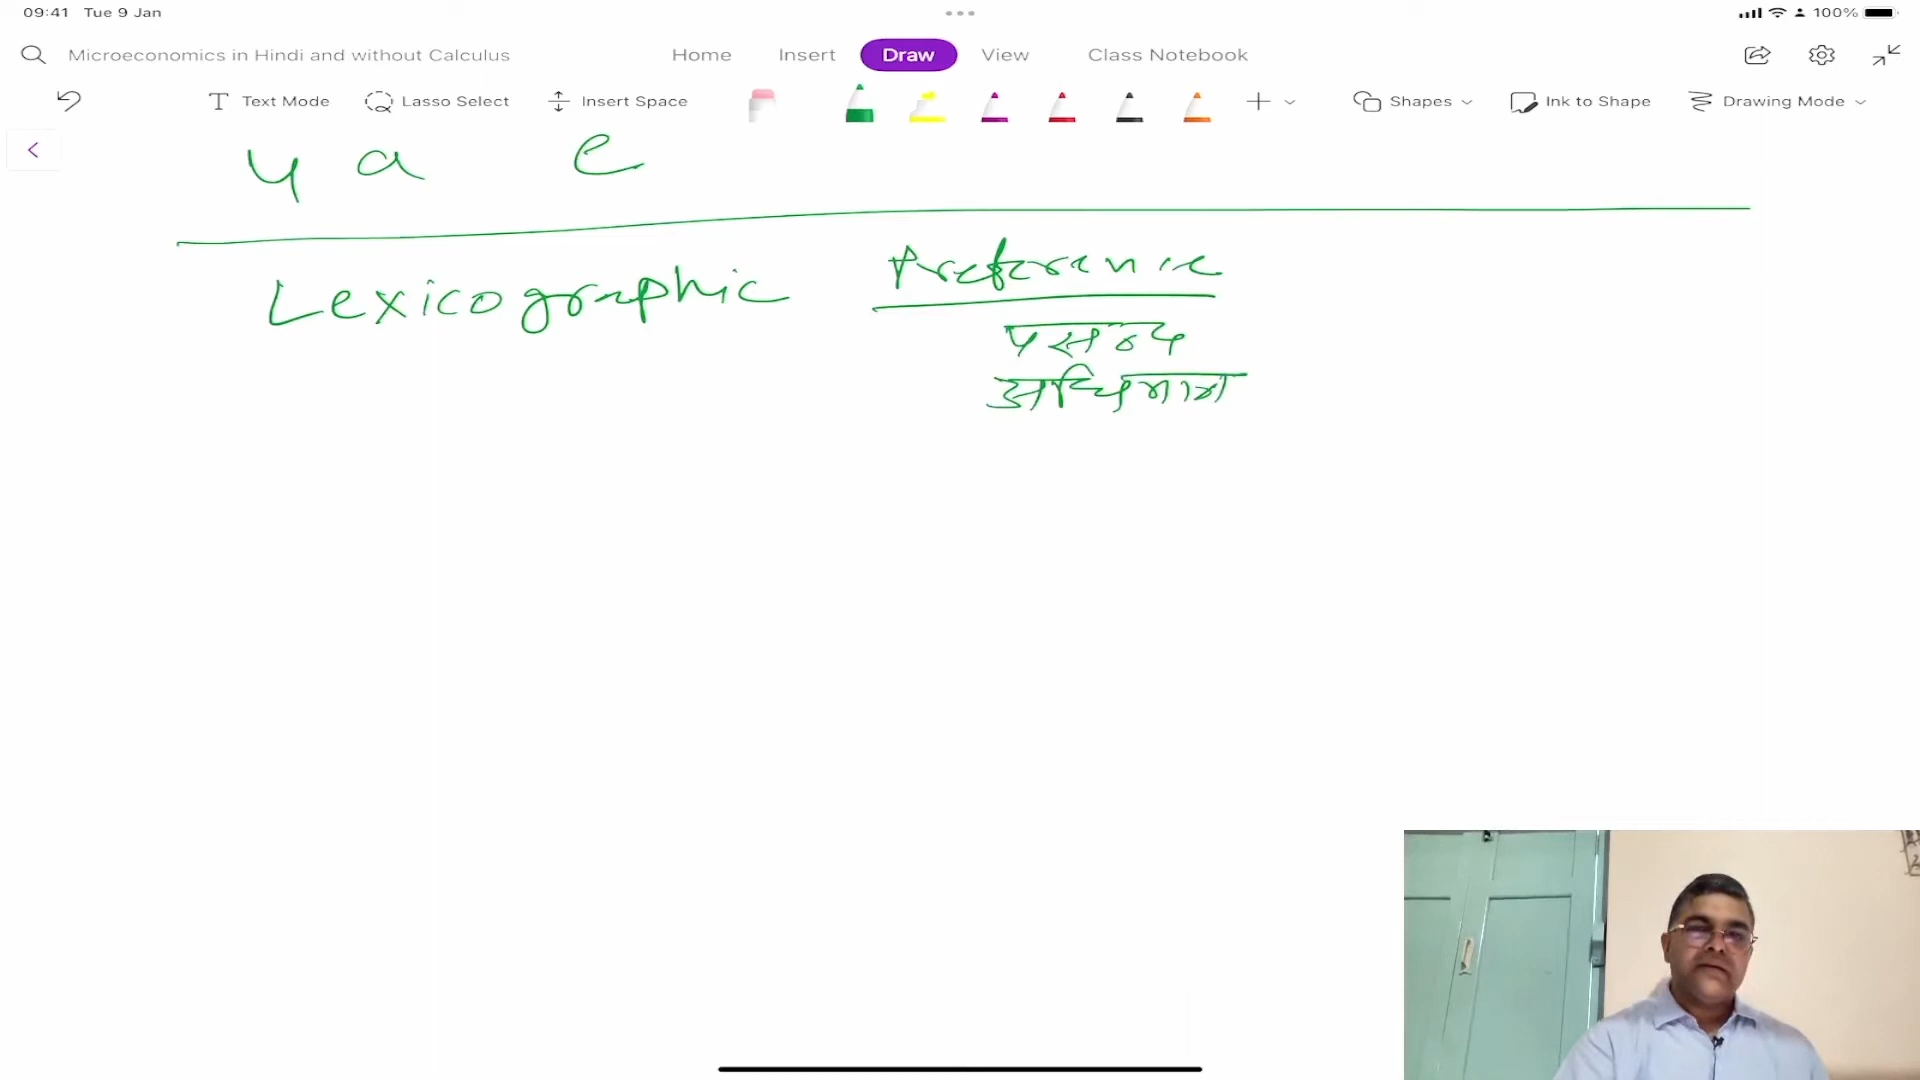 09:41 Tue 9 Jan 100%
Microeconomics in Hindi and without Calculus Home Insert Draw View Class Notebook
Text Mode Lasso Select Insert Space Shapes Ink to Shape Drawing Mode
4 a e
Lexicographic Preference
पसन्द
अधिमान